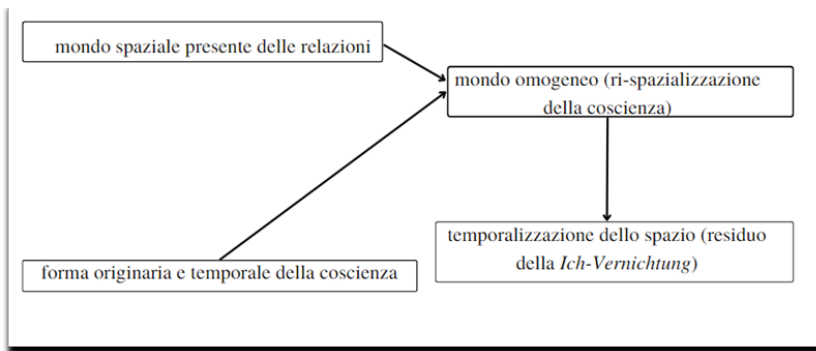 mondo spaziale presente delle relazioni
mondo omogeneo (ri-spazializzazione
della coscienza)
temporalizzazione dello spazio (residuo
della Ich-Vernichtung)
forma originaria e temporale della coscienza